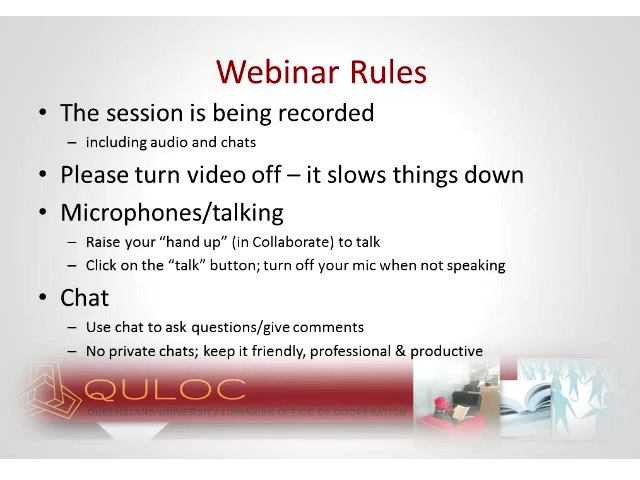 Webinar Rules
• The session is being recorded
– including audio and chats
• Please turn video off – it slows things down
• Microphones/talking
– Raise your “hand up” (in Collaborate) to talk
– Click on the “talk” button; turn off your mic when not speaking
• Chat
– Use chat to ask questions/give comments
– No private chats; keep it friendly, professional & productive
QULOC
QUEENSLAND UNIVERSITY LIBRARIES OFFICE OF COOPERATION